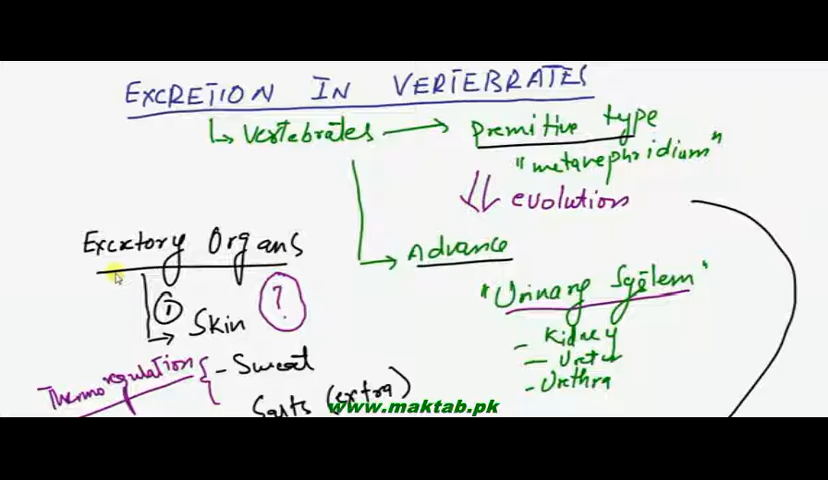 EXCRETION IN VERTEBRATES
↳ Vertebrates → premitive type
"metanephridium"
evolution
Advance
"Urinary System"
- Kidney
- Ureter
- Urethra
Excretory Organs
① Skin ?
Thermoregulation { - Sweat
Salts (extra)
www.maktab.pk